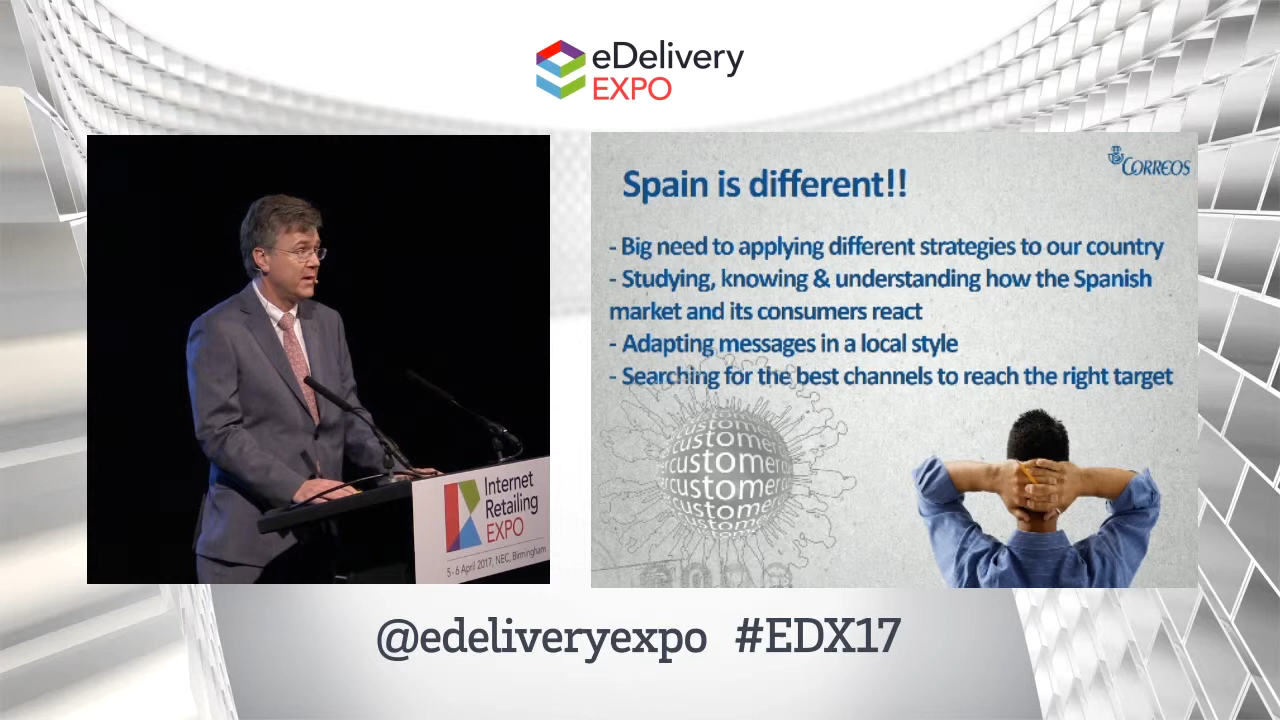 eDelivery
EXPO
CORREOS
Spain is different!!
- Big need to applying different strategies to our country
- Studying, knowing & understanding how the Spanish
market and its consumers react
- Adapting messages in a local style
- Searching for the best channels to reach the right target
customer
customer
customer
customer
custome
Internet
Retailing
EXPO
5-6 April 2017, NEC, Birmingham
@edeliveryexpo #EDX17